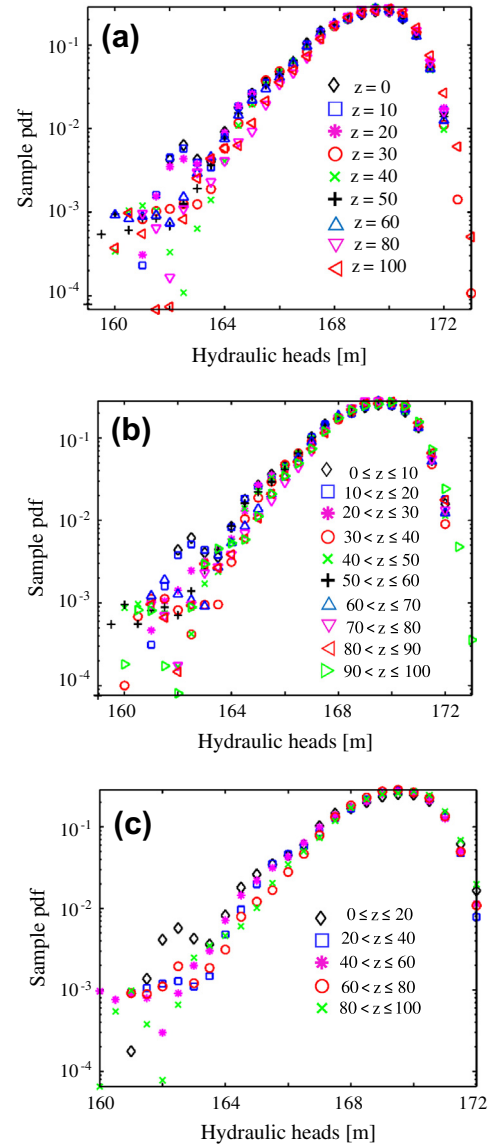 (a)
10⁻¹
10⁻²
10⁻³
10⁻⁴
Sample pdf
z = 0
z = 10
z = 20
z = 30
z = 40
z = 50
z = 60
z = 80
z = 100
160 164 168 172
Hydraulic heads [m]
(b)
10⁻¹
10⁻²
10⁻³
10⁻⁴
Sample pdf
0 ≤ z ≤ 10
10 < z ≤ 20
20 < z ≤ 30
30 < z ≤ 40
40 < z ≤ 50
50 < z ≤ 60
60 < z ≤ 70
70 < z ≤ 80
80 < z ≤ 90
90 < z ≤ 100
160 164 168 172
Hydraulic heads [m]
(c)
10⁻¹
10⁻²
10⁻³
10⁻⁴
Sample pdf
0 ≤ z ≤ 20
20 < z ≤ 40
40 < z ≤ 60
60 < z ≤ 80
80 < z ≤ 100
160 164 168 172
Hydraulic heads [m]